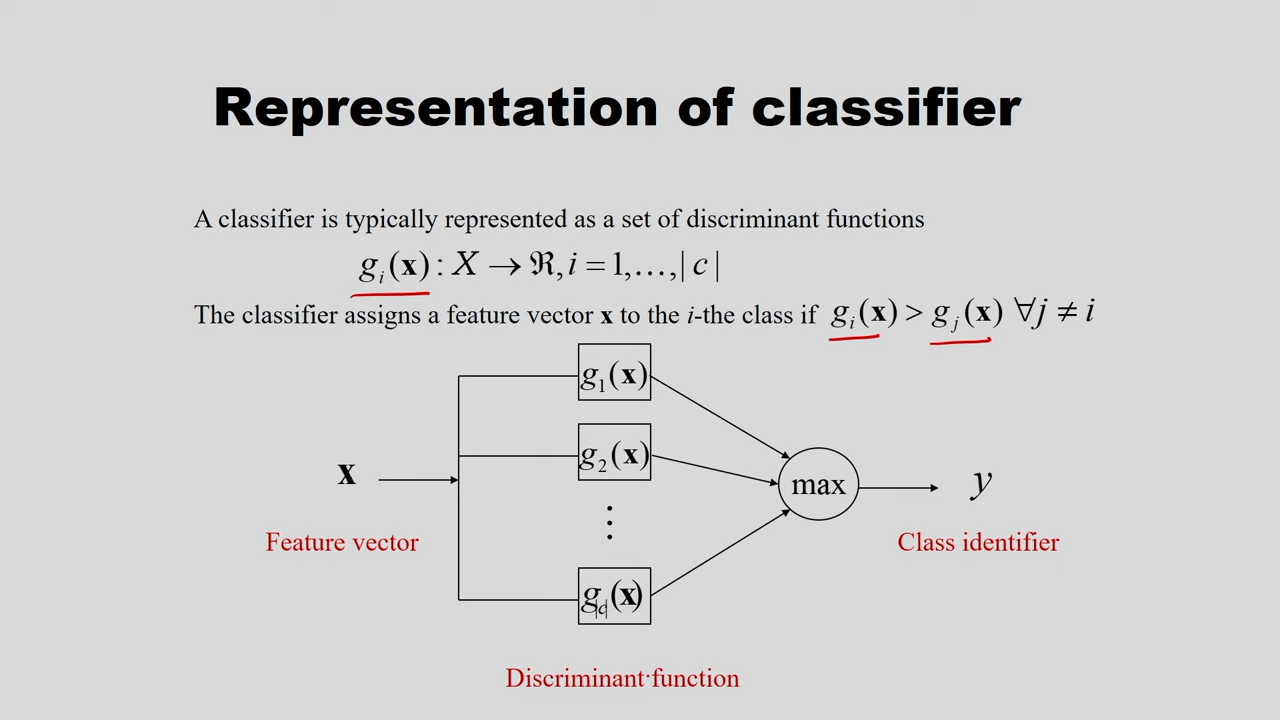 Representation of classifier
A classifier is typically represented as a set of discriminant functions
g_i(x) : X → ℜ, i = 1,…,| c |
The classifier assigns a feature vector x to the i-the class if g_i(x) > g_j(x) ∀j ≠ i
g_1(x)
g_2(x)
x
max
y
⋮
Feature vector
Class identifier
g_|c|(x)
Discriminant function